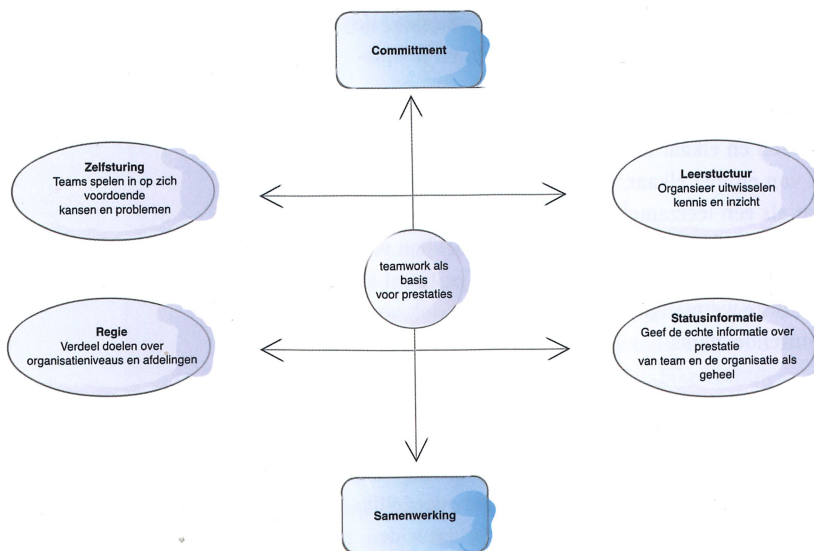 Committment
Zelfsturing
Teams spelen in op zich
voordoende
kansen en problemen
Leerstuctuur
Organsieer uitwisselen
kennis en inzicht
teamwork als
basis
voor prestaties
Regie
Verdeel doelen over
organisatieniveaus en afdelingen
Statusinformatie
Geef de echte informatie over
prestatie
van team en de organisatie als
geheel
Samenwerking